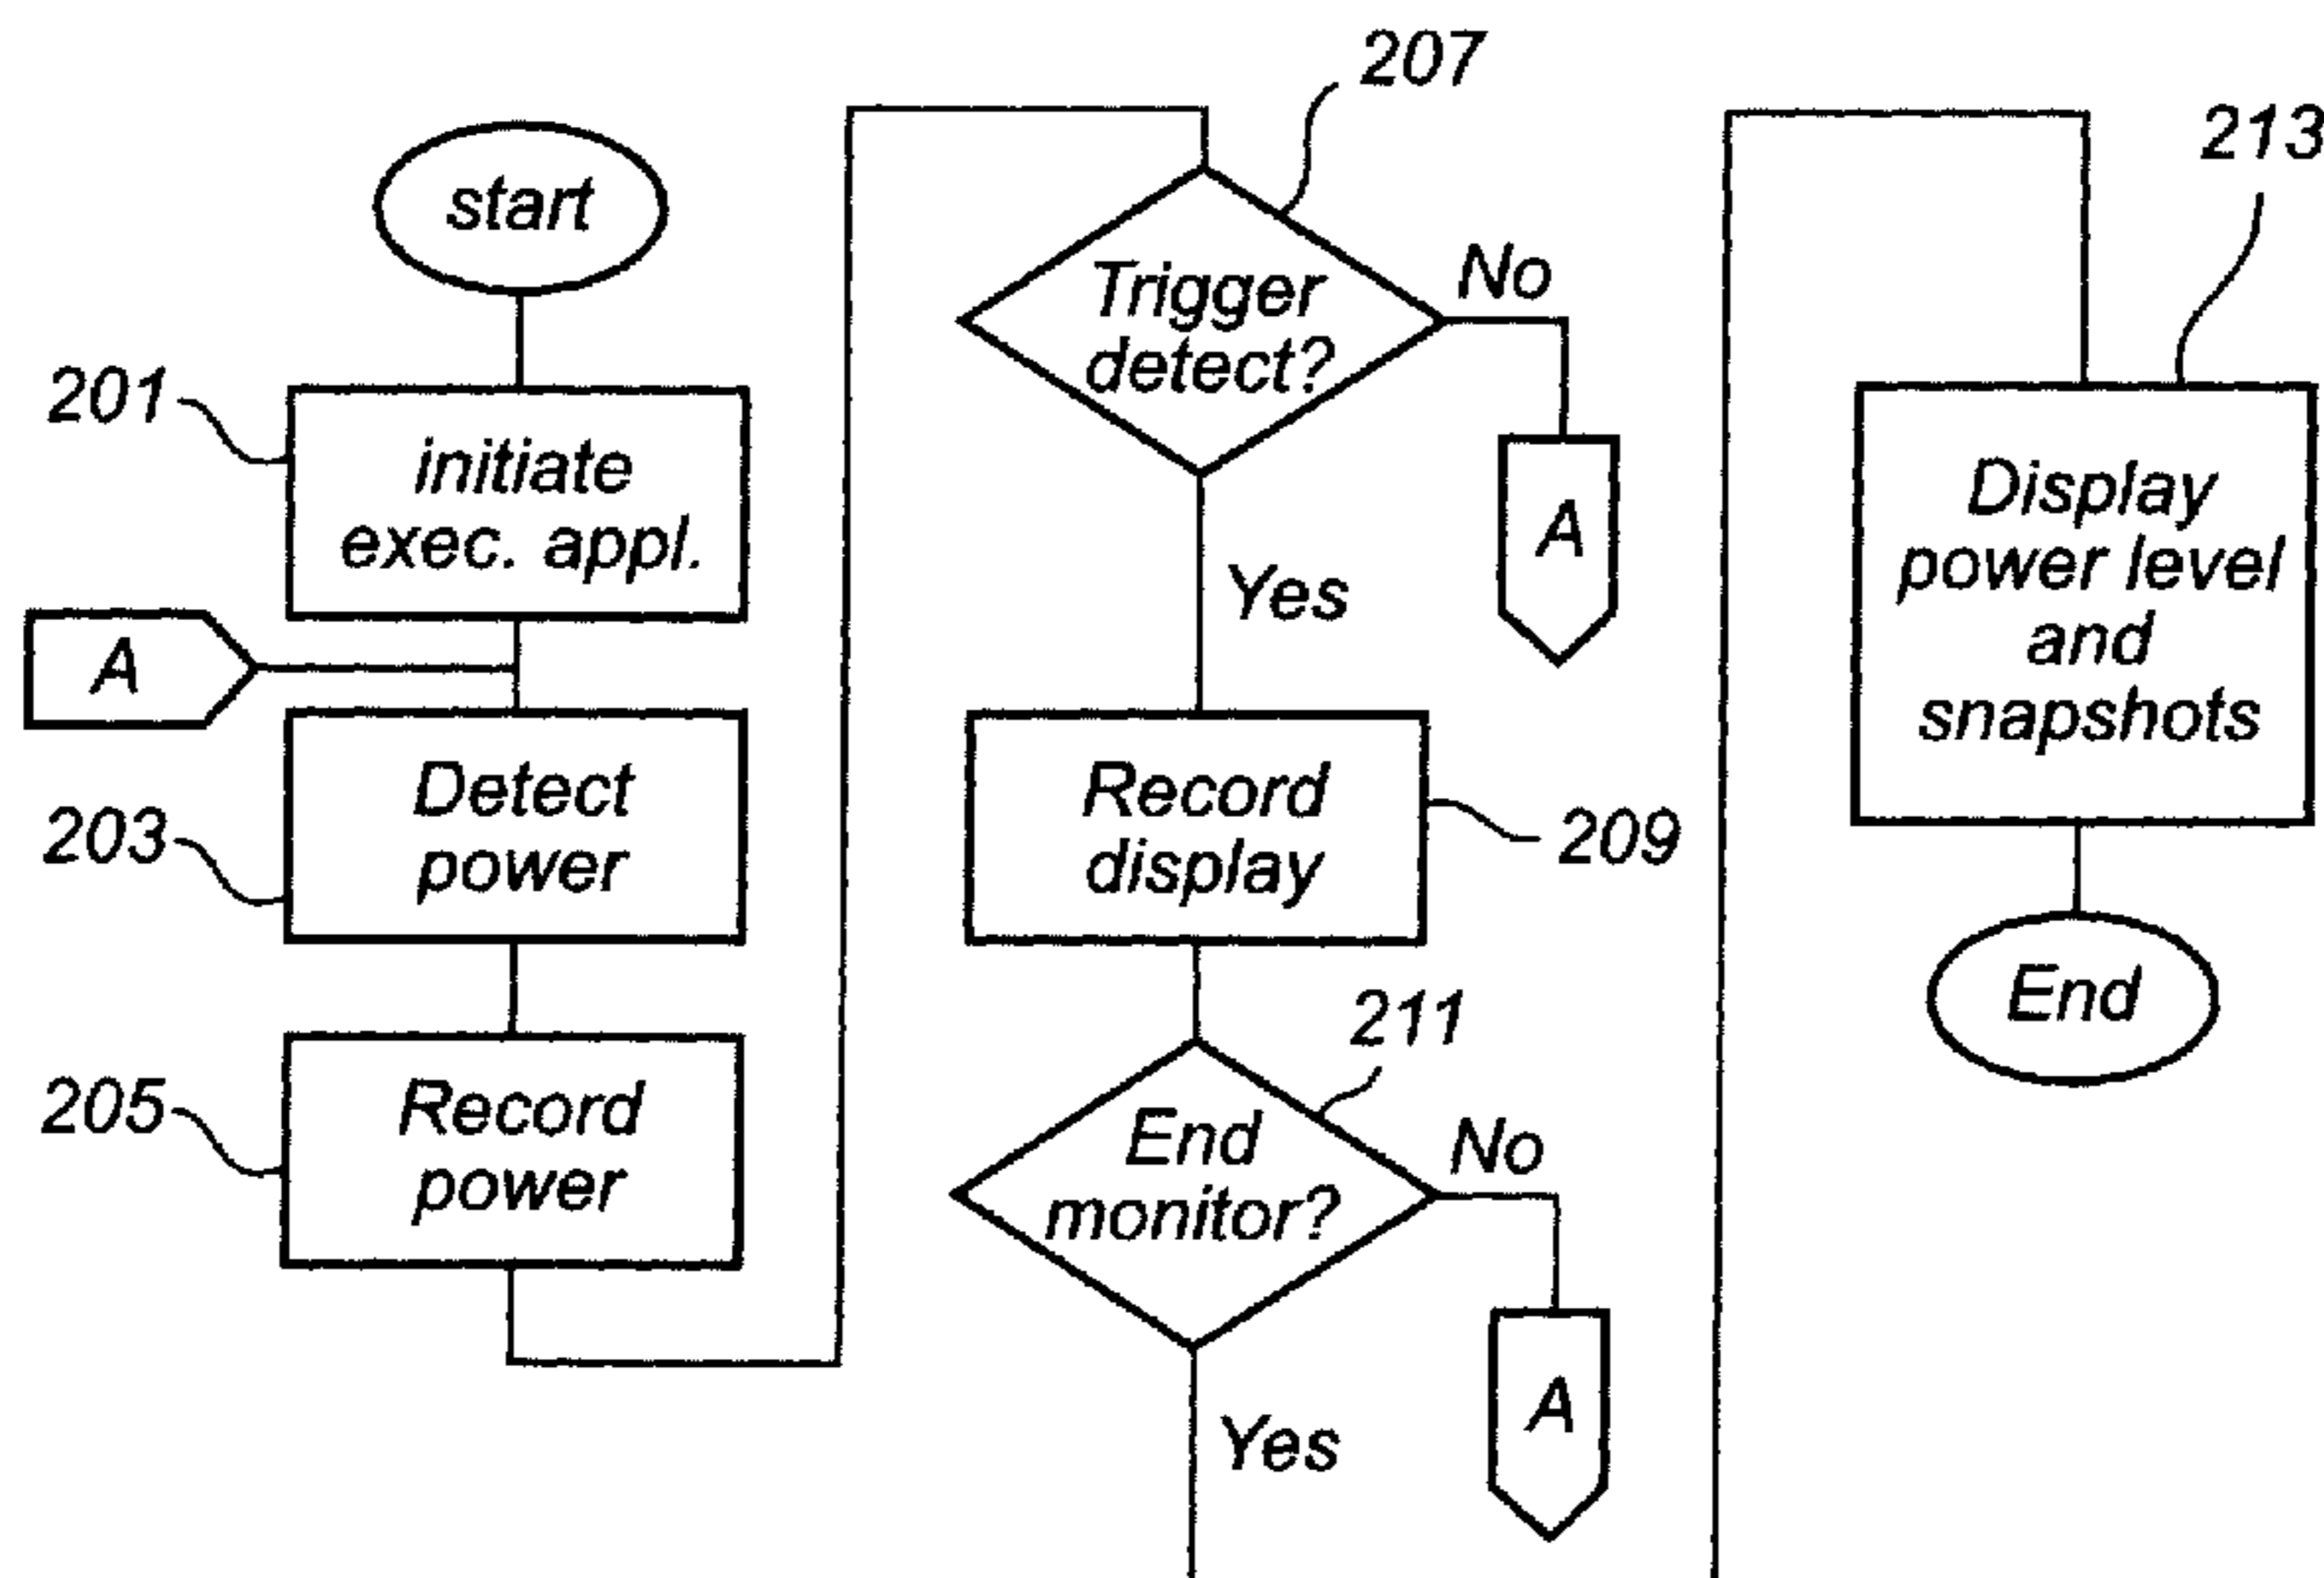 start
201
initiate
exec. appl.
A
203
Detect
power
205
Record
power
207
Trigger
detect?
No
A
Yes
Record
display
209
211
End
monitor?
No
A
Yes
213
Display
power level
and
snapshots
End